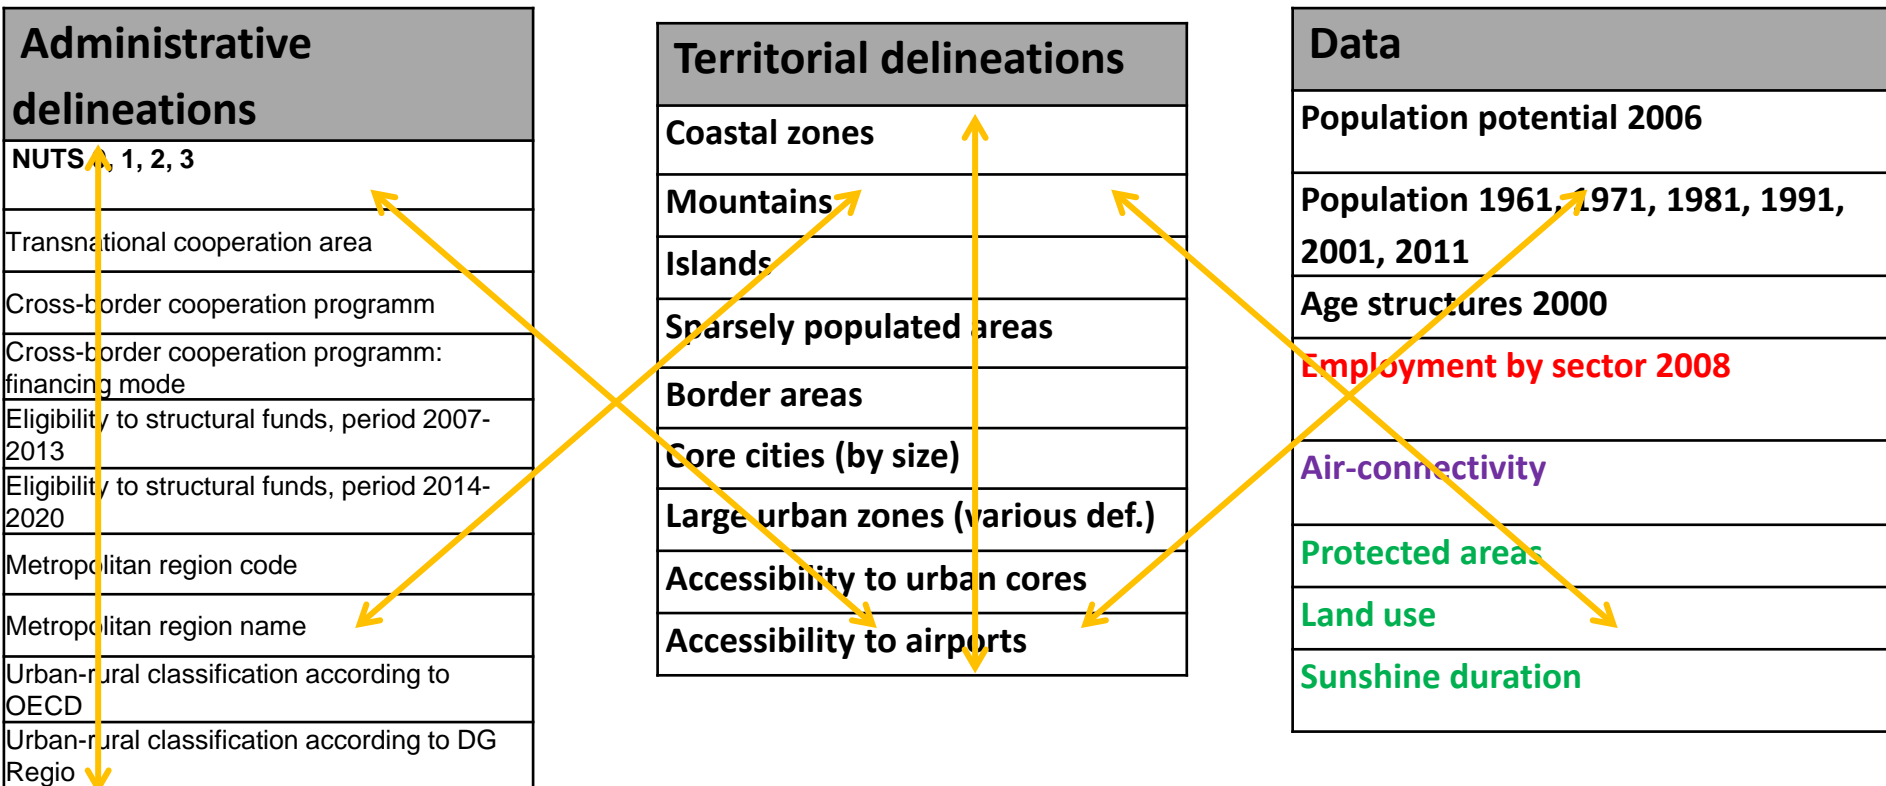 Administrative
delineations
NUTS 0, 1, 2, 3
Transnational cooperation area
Cross-border cooperation programm
Cross-border cooperation programm:
financing mode
Eligibility to structural funds, period 2007-
2013
Eligibility to structural funds, period 2014-
2020
Metropolitan region code
Metropolitan region name
Urban-rural classification according to
OECD
Urban-rural classification according to DG
Regio
Territorial delineations
Coastal zones
Mountains
Islands
Sparsely populated areas
Border areas
Core cities (by size)
Large urban zones (various def.)
Accessibility to urban cores
Accessibility to airports
Data
Population potential 2006
Population 1961, 1971, 1981, 1991,
2001, 2011
Age structures 2000
Employment by sector 2008
Air-connectivity
Protected areas
Land use
Sunshine duration